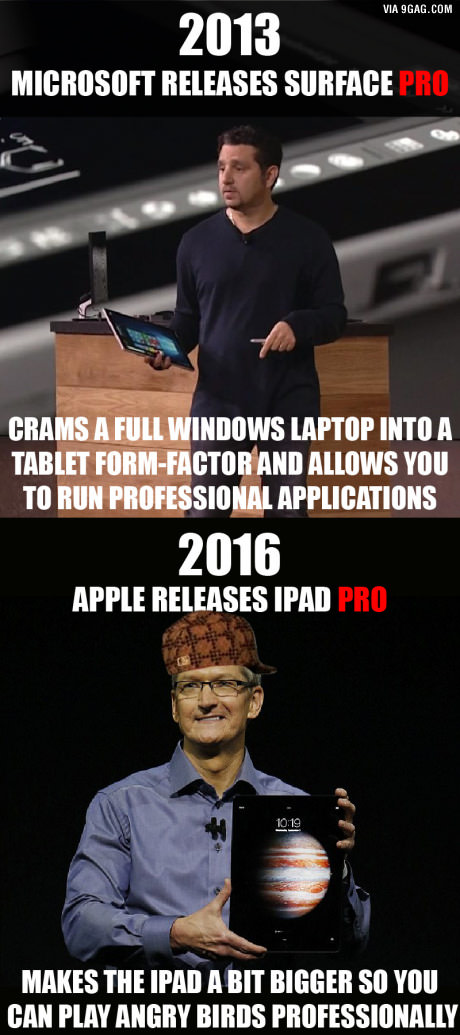 VIA 9GAG.COM
2013
MICROSOFT RELEASES SURFACE PRO
CRAMS A FULL WINDOWS LAPTOP INTO A
TABLET FORM-FACTOR AND ALLOWS YOU
TO RUN PROFESSIONAL APPLICATIONS
2016
APPLE RELEASES IPAD PRO
10:19
MAKES THE IPAD A BIT BIGGER SO YOU
CAN PLAY ANGRY BIRDS PROFESSIONALLY